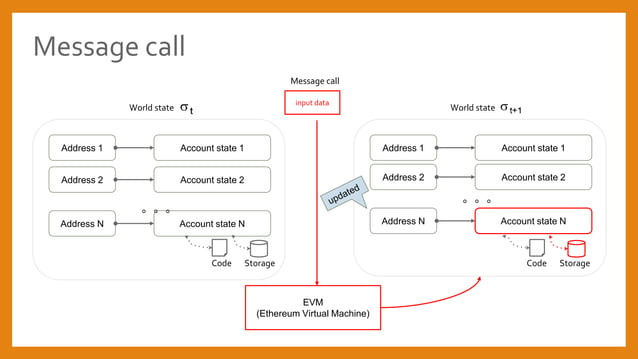 Message call
Message call
input data
World state σt
World state σt+1
Address 1
Account state 1
Address 2
Account state 2
Address N
Account state N
Code
Storage
Address 1
Account state 1
Address 2
Account state 2
updated
Address N
Account state N
Code
Storage
EVM
(Ethereum Virtual Machine)